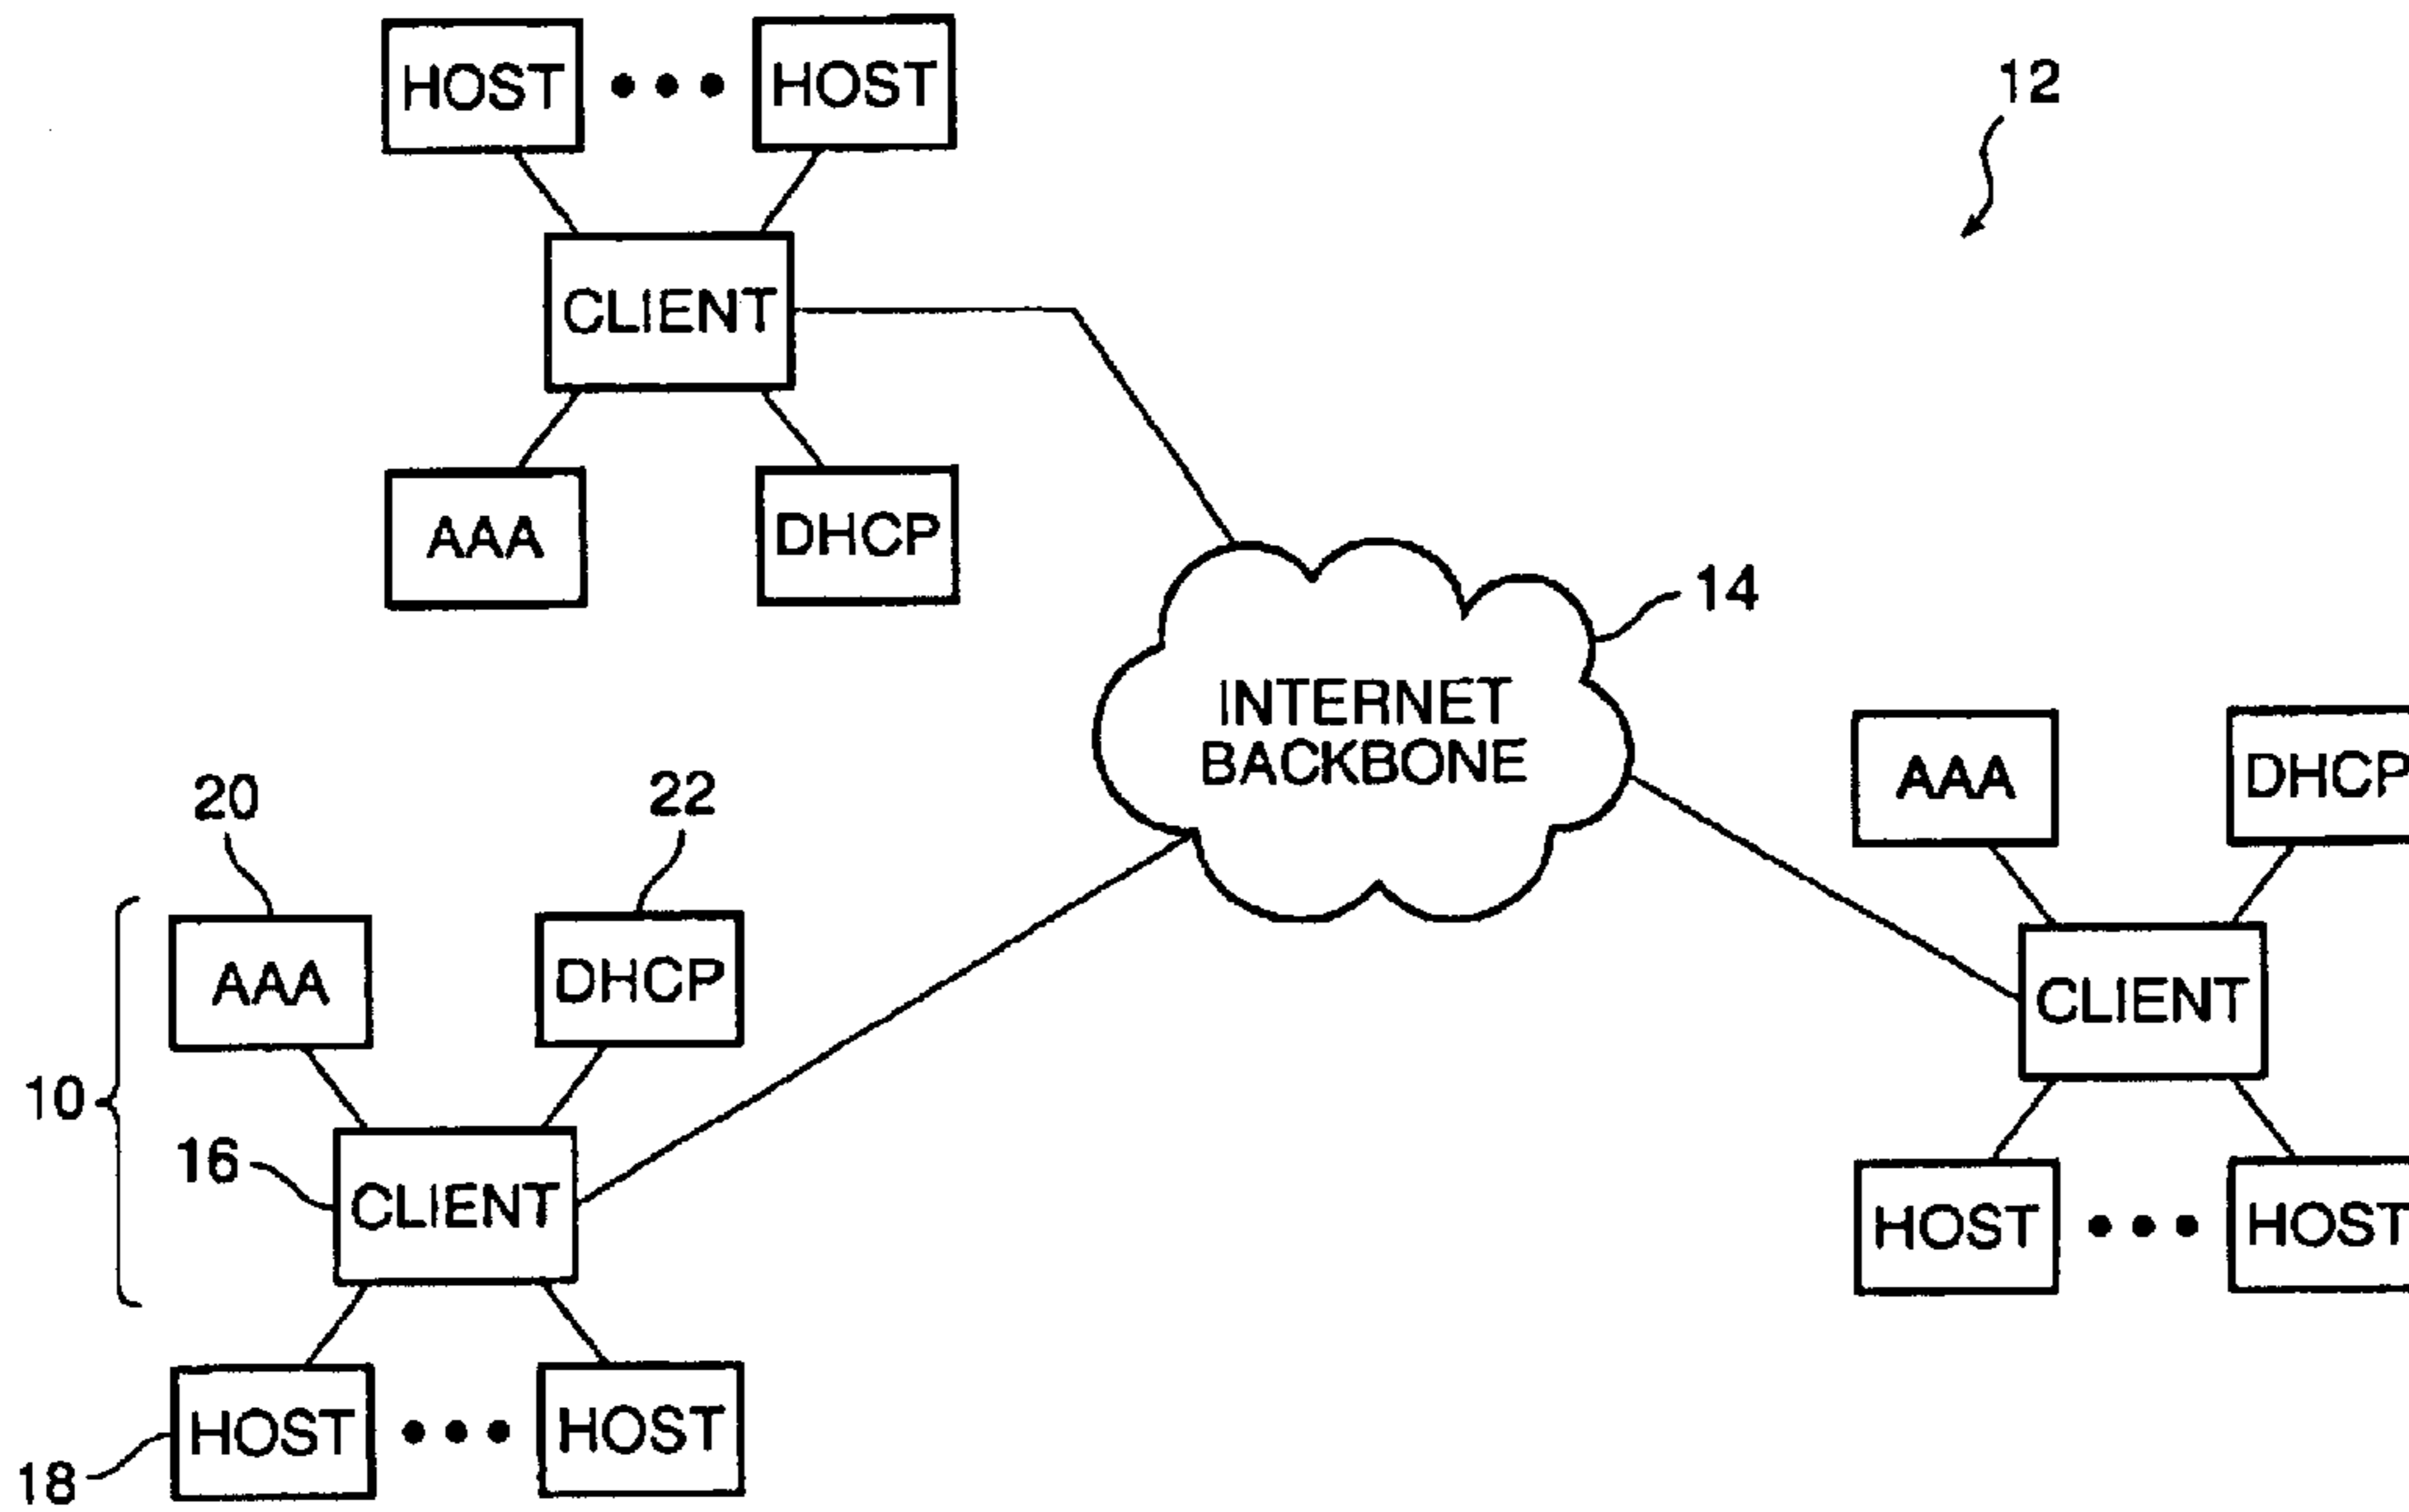 HOST ••• HOST
12
CLIENT
AAA
DHCP
14
INTERNET
BACKBONE
AAA
DHCP
20
22
AAA
DHCP
CLIENT
10
16
CLIENT
HOST ••• HOST
HOST ••• HOST
18